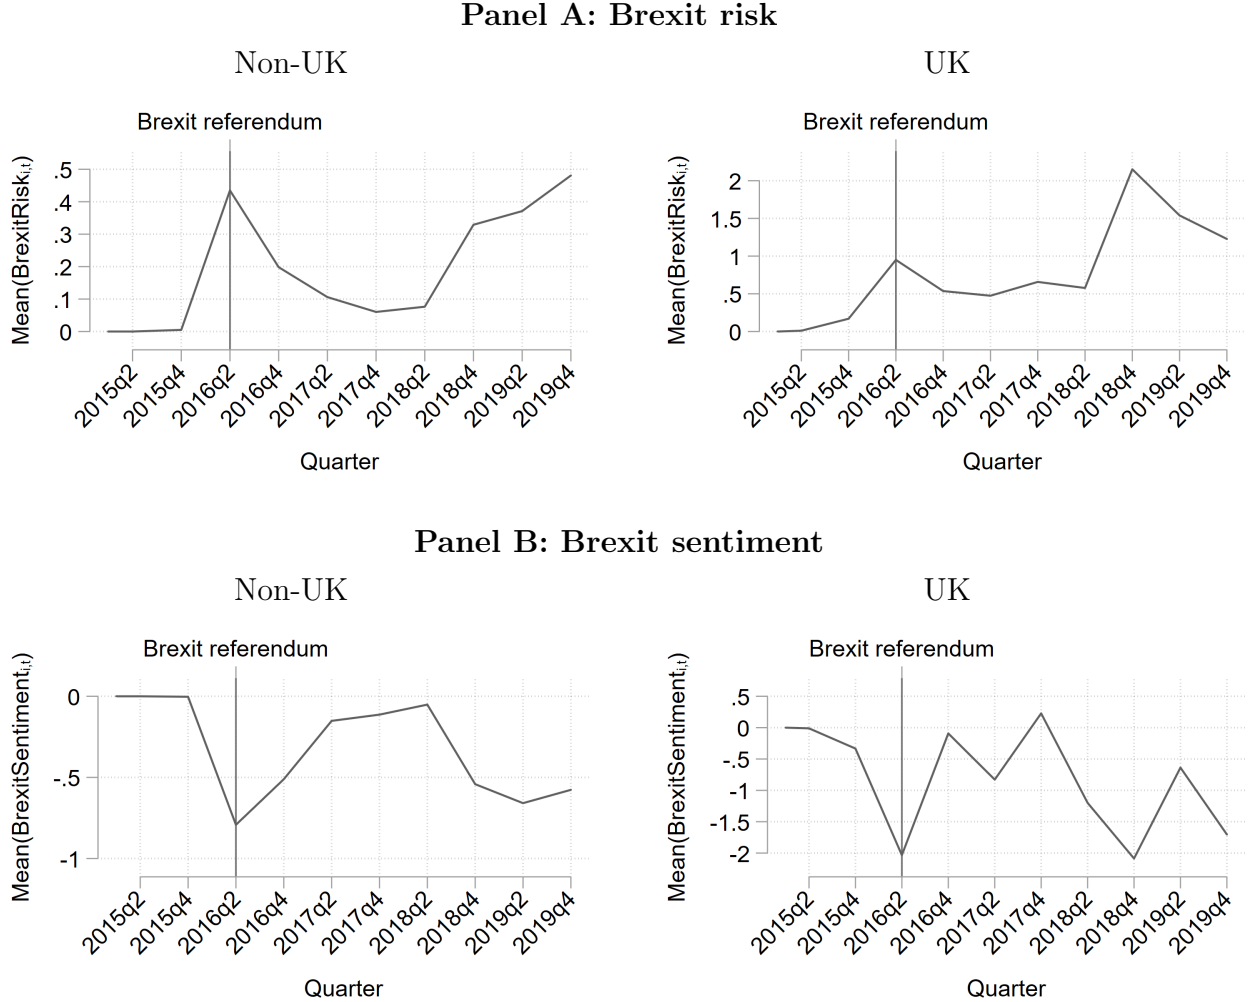 Panel A: Brexit risk
Non-UK
Brexit referendum
Mean(BrexitRisk_{i,t})
.5
.4
.3
.2
.1
0
2015q2 2015q4 2016q2 2016q4 2017q2 2017q4 2018q2 2018q4 2019q2 2019q4
Quarter
UK
Brexit referendum
Mean(BrexitRisk_{i,t})
2
1.5
1
.5
0
2015q2 2015q4 2016q2 2016q4 2017q2 2017q4 2018q2 2018q4 2019q2 2019q4
Quarter
Panel B: Brexit sentiment
Non-UK
Brexit referendum
Mean(BrexitSentiment_{i,t})
0
-.5
-1
2015q2 2015q4 2016q2 2016q4 2017q2 2017q4 2018q2 2018q4 2019q2 2019q4
Quarter
UK
Brexit referendum
Mean(BrexitSentiment_{i,t})
.5
0
-.5
-1
-1.5
-2
2015q2 2015q4 2016q2 2016q4 2017q2 2017q4 2018q2 2018q4 2019q2 2019q4
Quarter